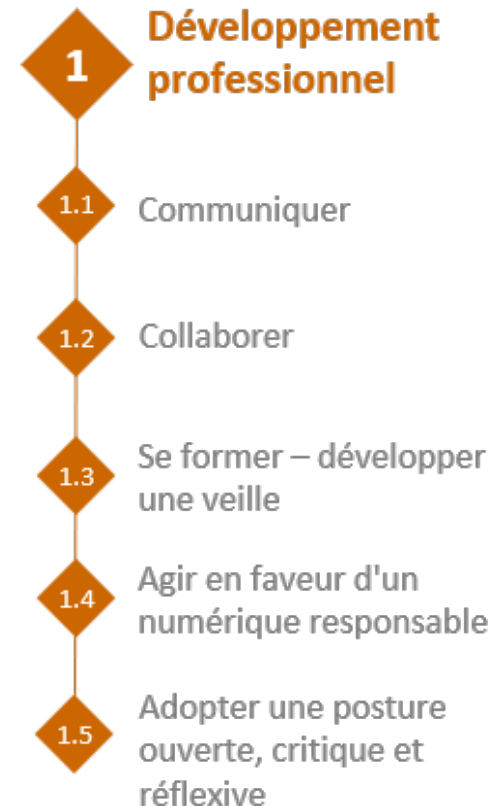 1
Développement
professionnel
1.1
Communiquer
1.2
Collaborer
1.3
Se former – développer
une veille
1.4
Agir en faveur d'un
numérique responsable
1.5
Adopter une posture
ouverte, critique et
réflexive